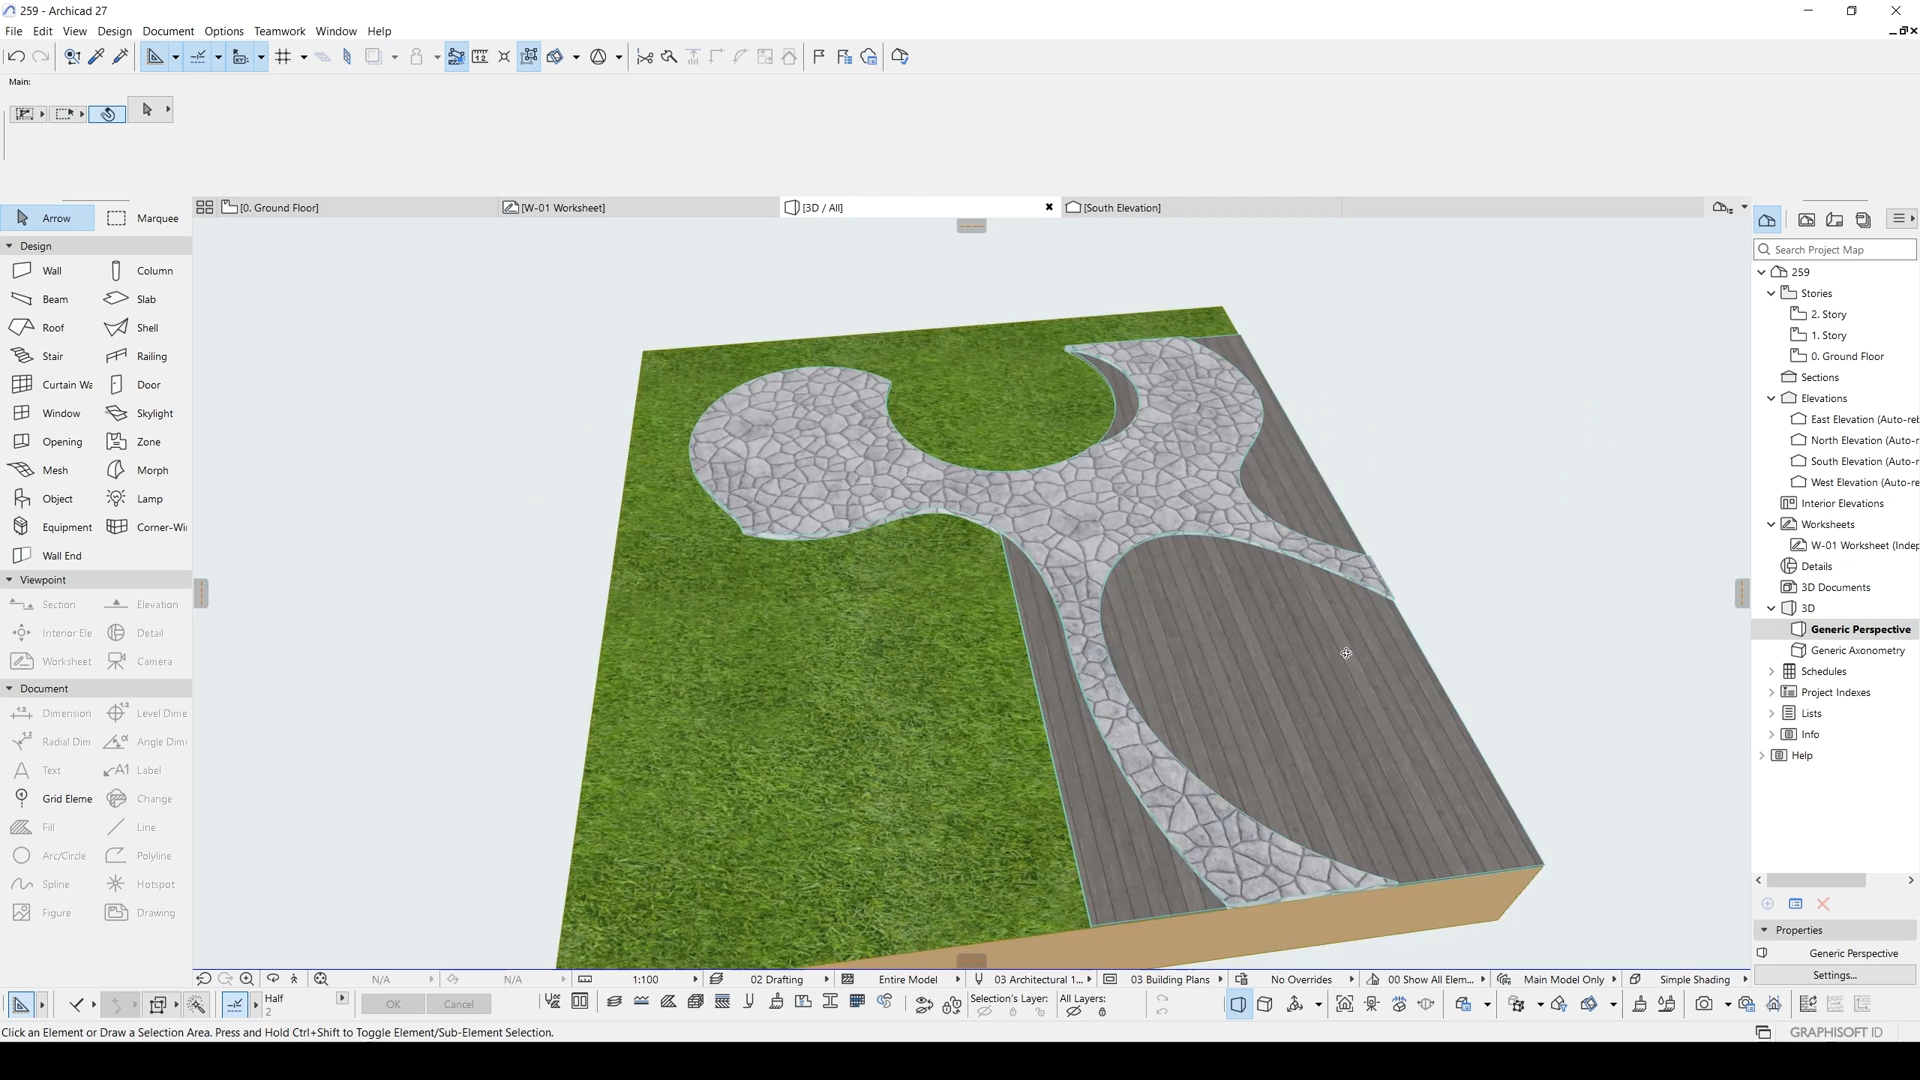 259 - Archicad 27
File Edit View Design Document Options Teamwork Window Help
Main:
Arrow Marquee
[0. Ground Floor] [W-01 Worksheet] [3D / All] [South Elevation]
Design
Wall Column
Beam Slab
Roof Shell
Stair Railing
Curtain Wa Door
Window Skylight
Opening Zone
Mesh Morph
Object Lamp
Equipment Corner-Wi
Wall End
Viewpoint
Section Elevation
Interior Ele Detail
Worksheet Camera
Document
Dimension Level Dime
Radial Dim Angle Dim
Text Label
Grid Eleme Change
Fill Line
Arc/Circle Polyline
Spline Hotspot
Figure Drawing
Search Project Map
259
Stories
2. Story
1. Story
0. Ground Floor
Sections
Elevations
East Elevation (Auto-reb
North Elevation (Auto-r
South Elevation (Auto-r
West Elevation (Auto-re
Interior Elevations
Worksheets
W-01 Worksheet (Indep
Details
3D Documents
3D
Generic Perspective
Generic Axonometry
Schedules
Project Indexes
Lists
Info
Help
Properties
Generic Perspective
Settings...
N/A N/A 1:100 02 Drafting Entire Model 03 Architectural 1... 03 Building Plans No Overrides 00 Show All Elem... Main Model Only Simple Shading
Half
2
OK Cancel
Selection's Layer: All Layers:
Click an Element or Draw a Selection Area. Press and Hold Ctrl+Shift to Toggle Element/Sub-Element Selection.
GRAPHISOFT ID